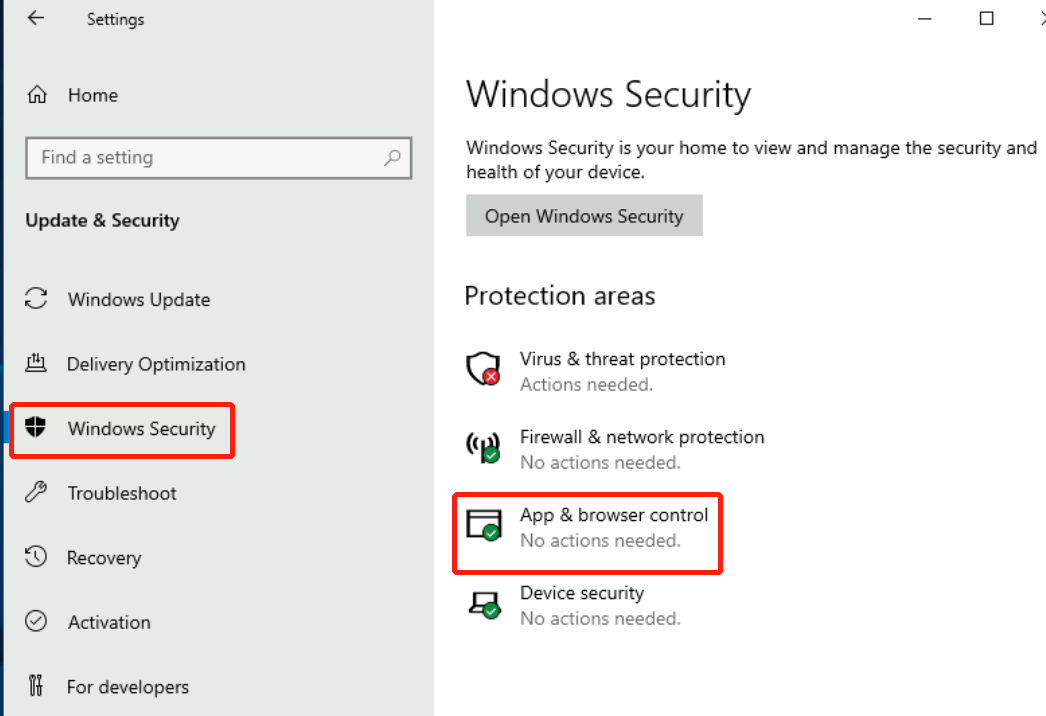 Settings
Home
Find a setting
Update & Security
Windows Update
Delivery Optimization
Windows Security
Troubleshoot
Recovery
Activation
For developers
Windows Security
Windows Security is your home to view and manage the security and
health of your device.
Open Windows Security
Protection areas
Virus & threat protection
Actions needed.
Firewall & network protection
No actions needed.
App & browser control
No actions needed.
Device security
No actions needed.